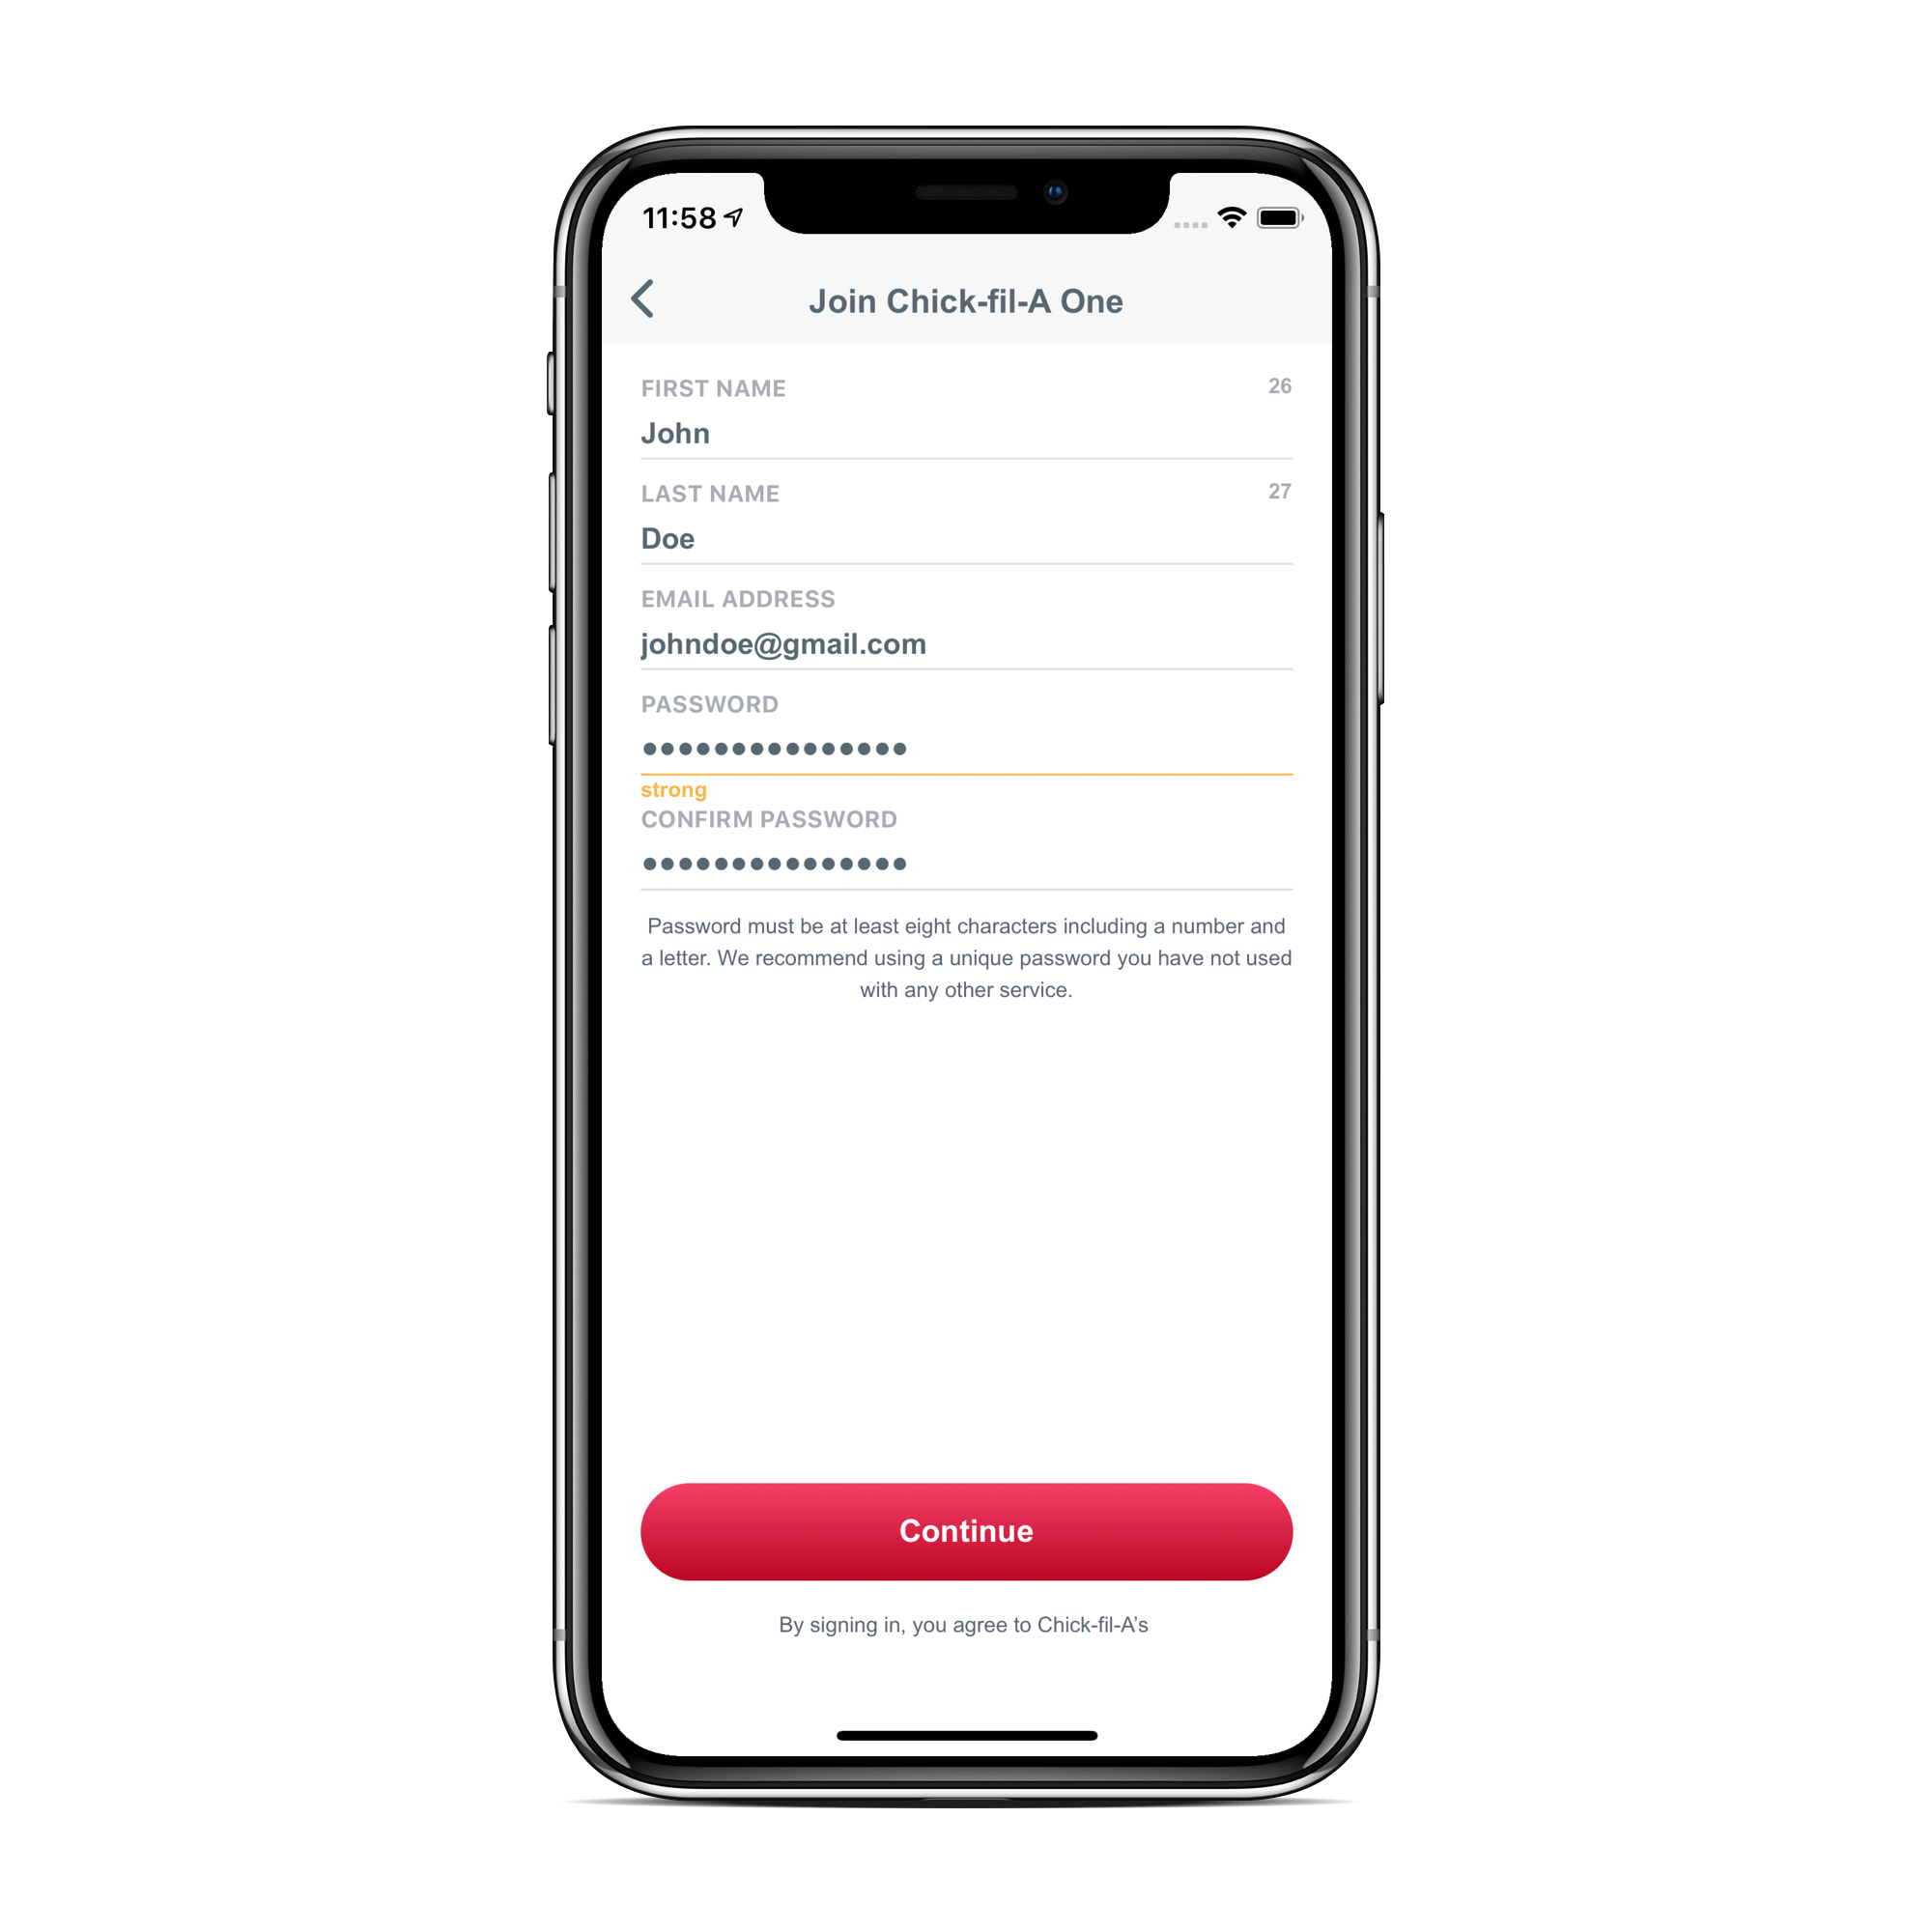 11:58
Join Chick-fil-A One
FIRST NAME 26
John
LAST NAME 27
Doe
EMAIL ADDRESS
johndoe@gmail.com
PASSWORD
●●●●●●●●●●●●●●●
strong
CONFIRM PASSWORD
●●●●●●●●●●●●●●●
Password must be at least eight characters including a number and
a letter. We recommend using a unique password you have not used
with any other service.
Continue
By signing in, you agree to Chick-fil-A’s